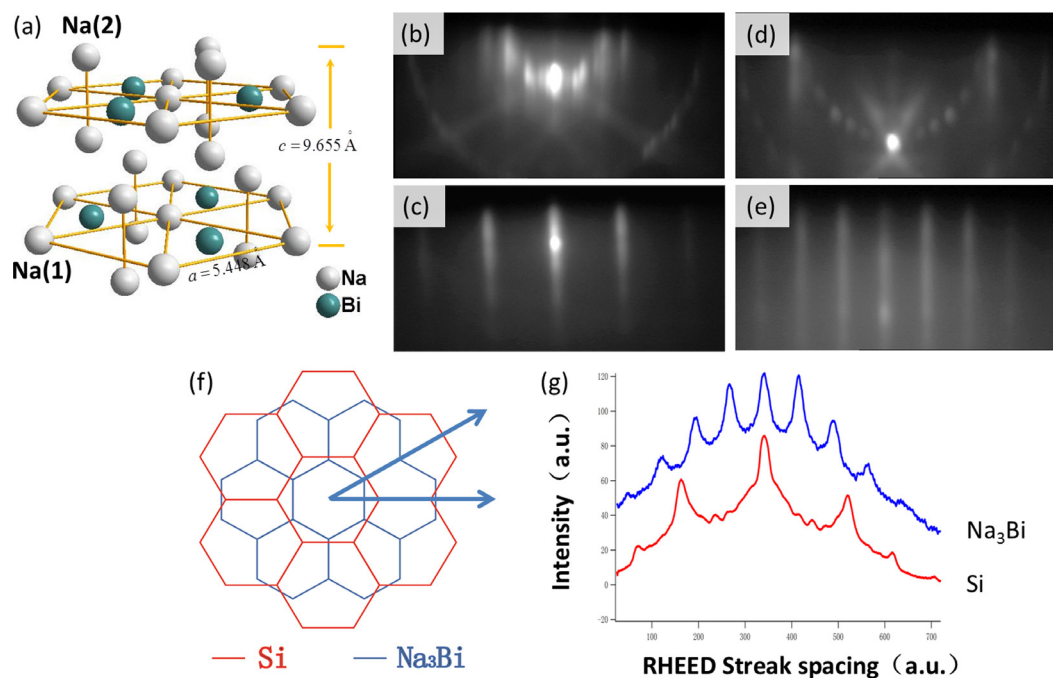 (a)
Na(2)
c=9.655 Å
Na(1)
a=5.448 Å
Na
Bi
(b)
(c)
(d)
(e)
(f)
Si
Na₃Bi
(g)
Intensity（a.u.）
120
100
80
60
40
20
0
-20
100
200
300
400
500
600
700
RHEED Streak spacing（a.u.）
Na₃Bi
Si